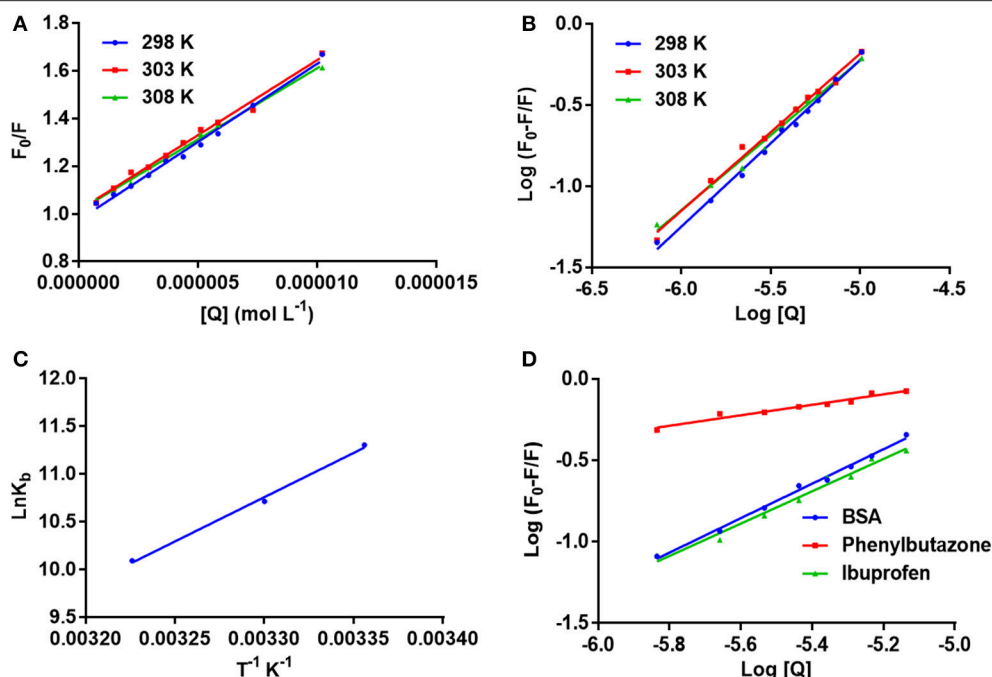 A
1.8
1.6
1.4
1.2
1.0
0.8
F0/F
298 K
303 K
308 K
0.000000
0.000005
0.000010
0.000015
[Q] (mol L-1)
B
0.0
-0.5
-1.0
-1.5
Log (F0-F/F)
298 K
303 K
308 K
-6.5
-6.0
-5.5
-5.0
-4.5
Log [Q]
C
12.0
11.5
11.0
10.5
10.0
9.5
LnKb
0.00320
0.00325
0.00330
0.00335
0.00340
T-1 K-1
D
0.0
-0.5
-1.0
-1.5
Log (F0-F/F)
BSA
Phenylbutazone
Ibuprofen
-6.0
-5.8
-5.6
-5.4
-5.2
-5.0
Log [Q]